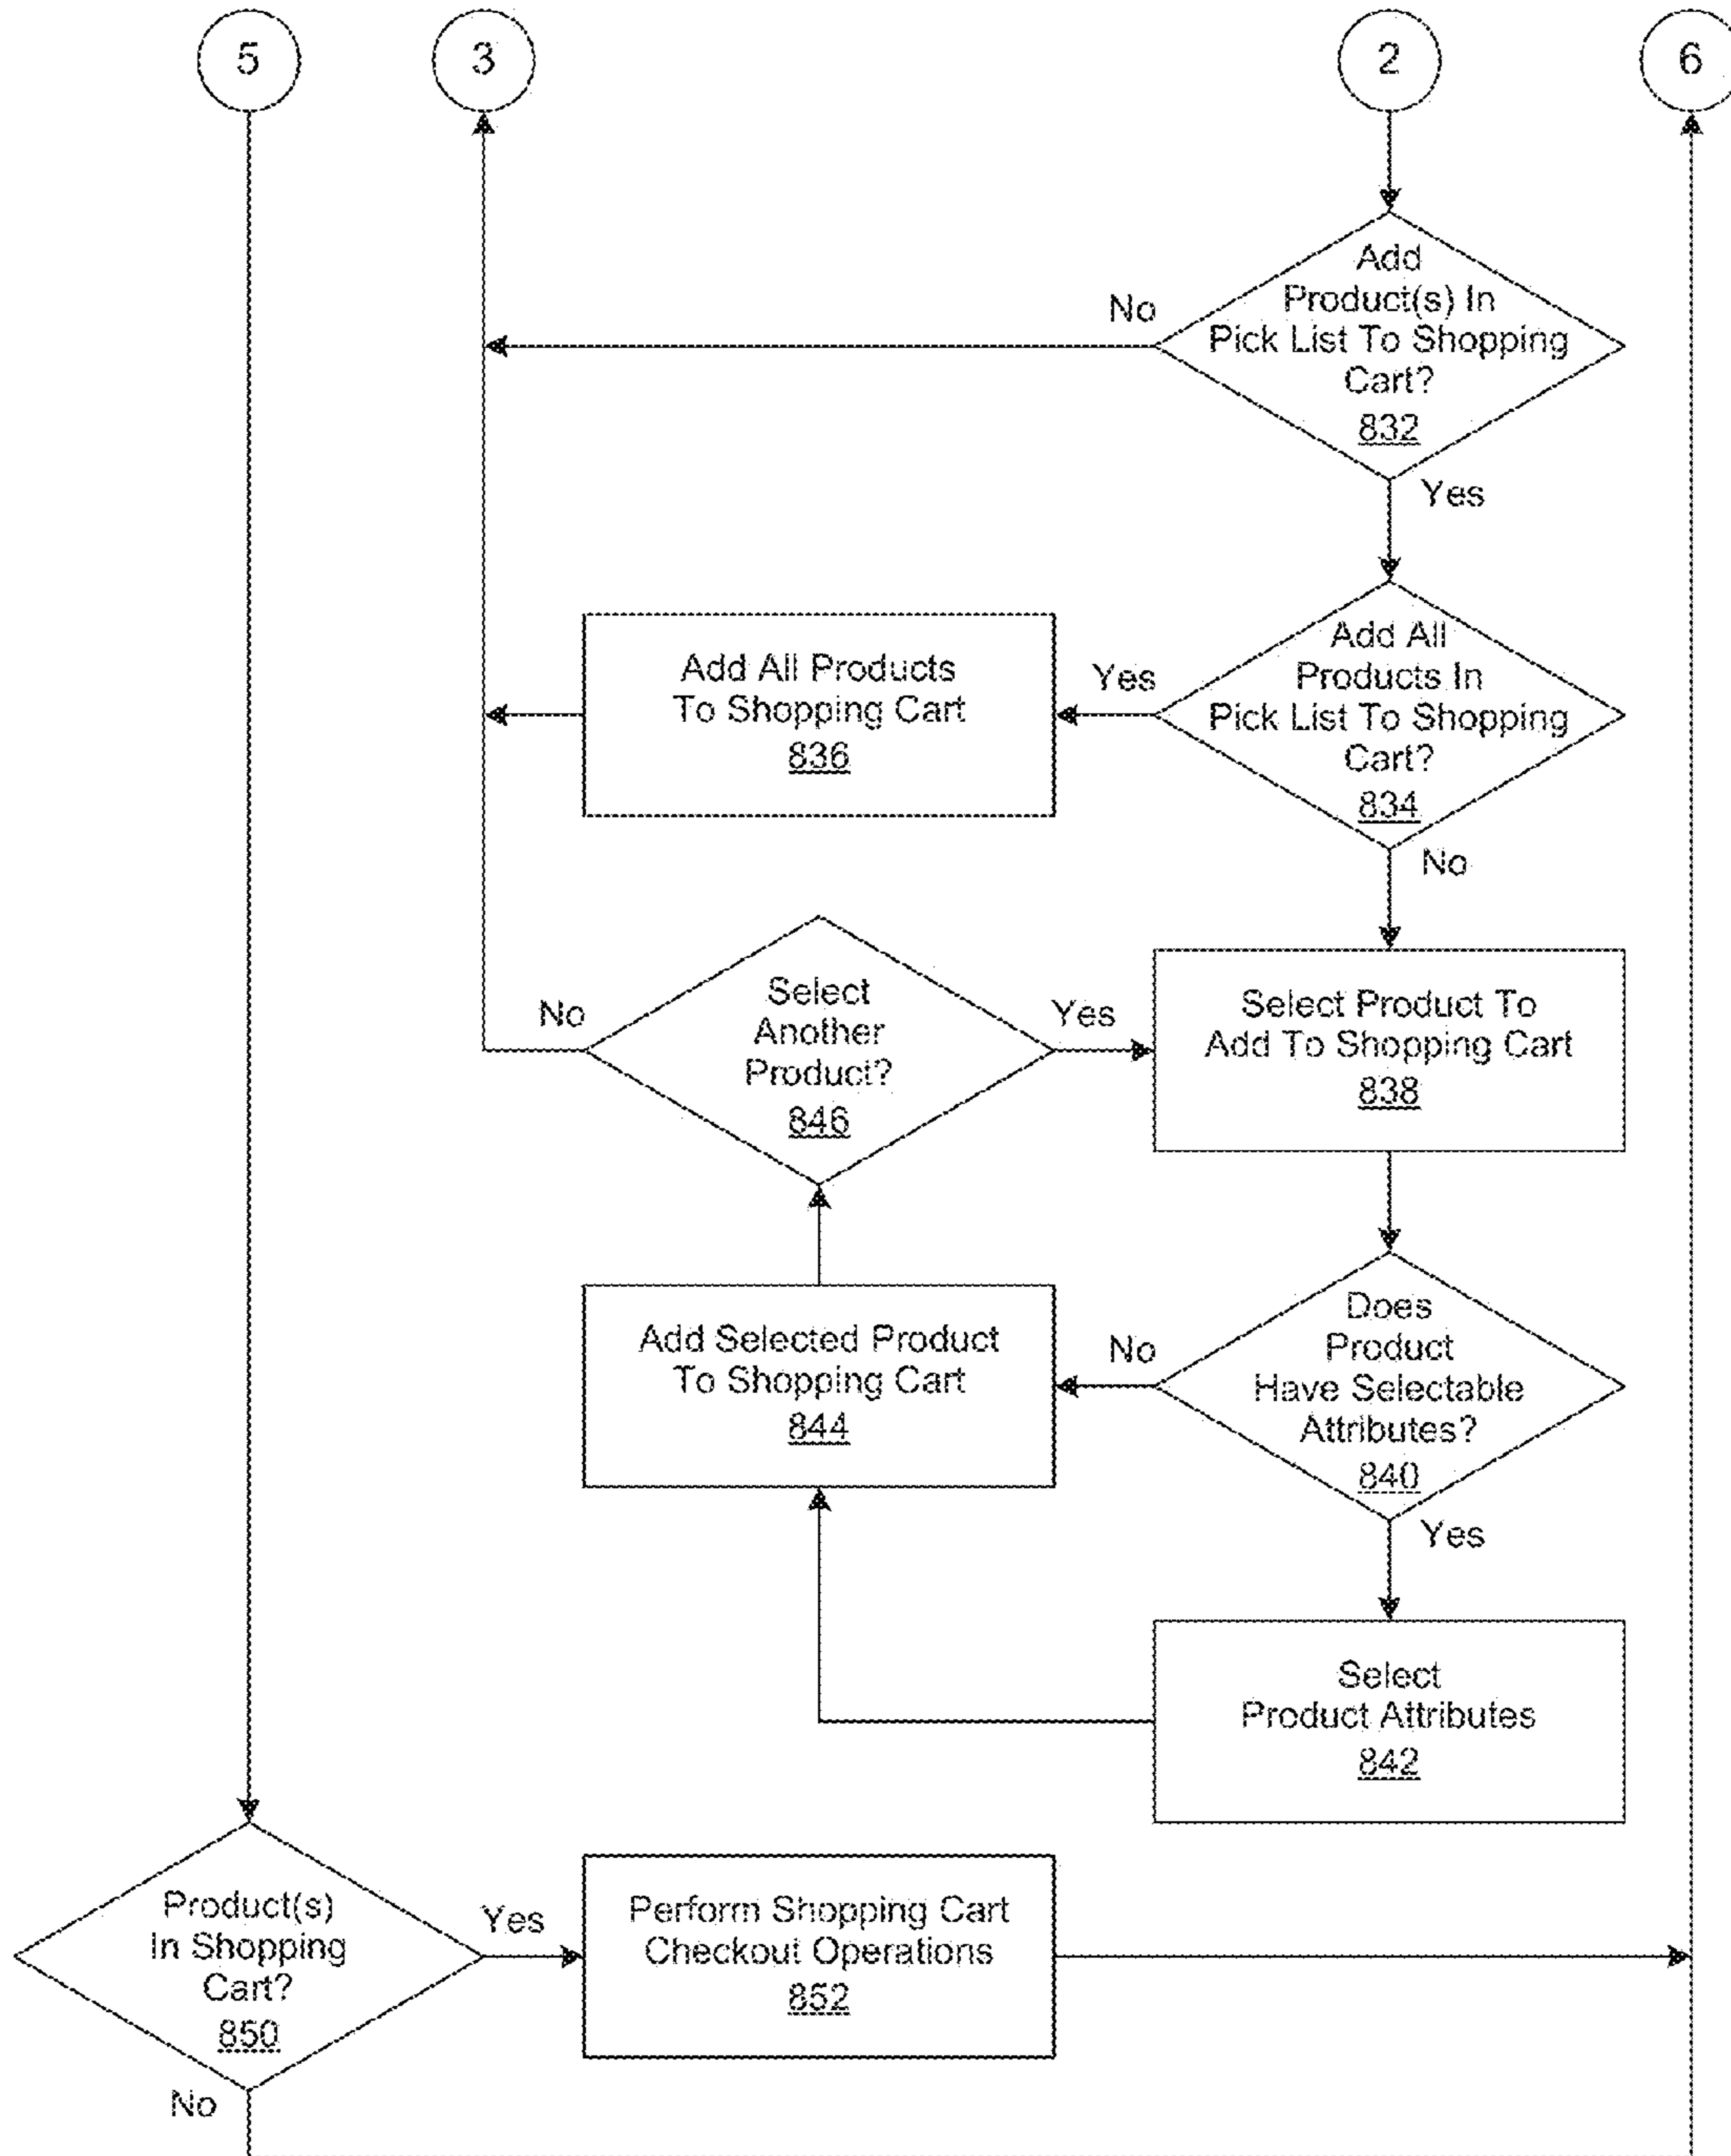 5
3
2
6
Add
Product(s) In
Pick List To Shopping
Cart?
832
No
Yes
Add All
Products In
Pick List To Shopping
Cart?
834
Yes
No
Add All Products
To Shopping Cart
836
Select
Another
Product?
846
No
Yes
Select Product To
Add To Shopping Cart
838
Add Selected Product
To Shopping Cart
844
No
Does
Product
Have Selectable
Attributes?
840
Yes
Select
Product Attributes
842
Product(s)
In Shopping
Cart?
850
Yes
No
Perform Shopping Cart
Checkout Operations
852